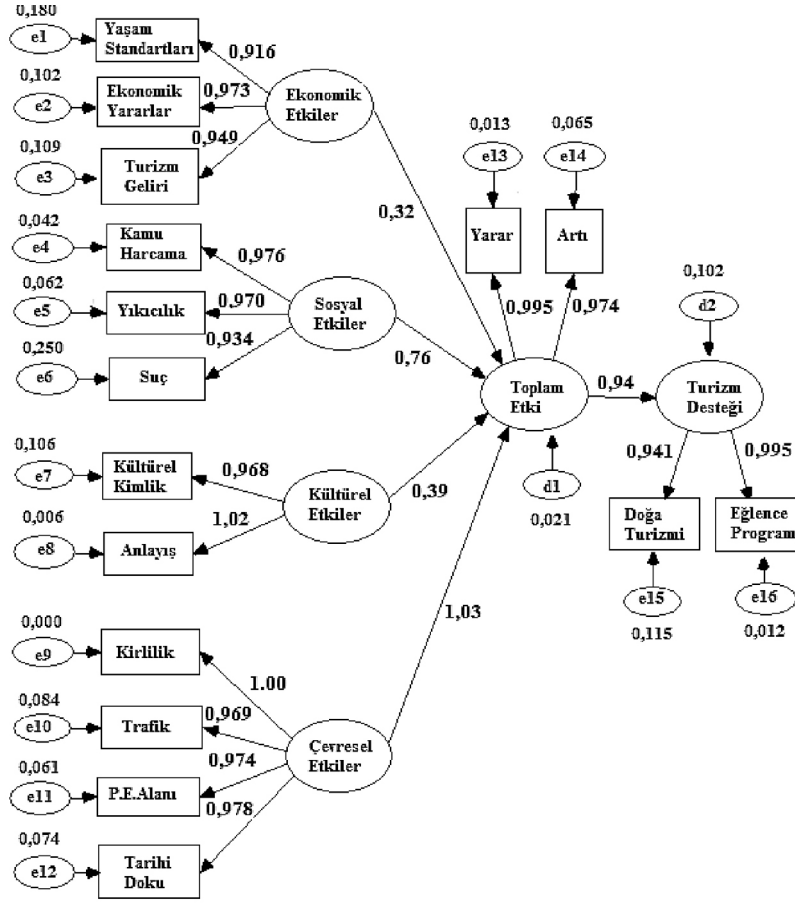 0,180
e1
Yaşam
Standartları
0,916
0,102
e2
Ekonomik
Yararlar
0,973
Ekonomik
Etkiler
0,109
e3
Turizm
Geliri
0,949
0,32
0,042
e4
Kamu
Harcama
0,976
0,062
e5
Yıkıcılık
0,970
Sosyal
Etkiler
0,250
e6
Suç
0,934
0,76
0,013
e13
Yarar
0,995
0,065
e14
Artı
0,974
Toplam
Etki
d1
0,021
0,94
0,102
d2
Turizm
Desteği
0,941
0,995
Doğa
Turizmi
Eğlence
Program
e15
0,115
e16
0,012
0,106
e7
Kültürel
Kimlik
0,968
0,006
e8
Anlayış
1,02
Kültürel
Etkiler
0,39
0,000
e9
Kirlilik
1.00
0,084
e10
Trafik
0,969
Çevresel
Etkiler
1,03
0,061
e11
P.E.Alanı
0,974
0,074
e12
Tarihi
Doku
0,978